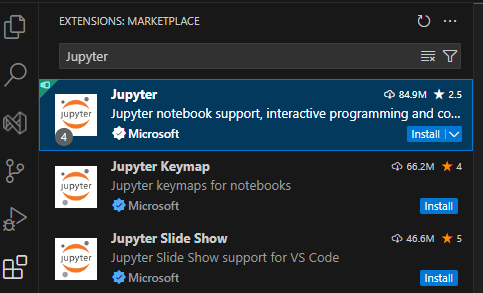 EXTENSIONS: MARKETPLACE
Jupyter
Jupyter 84.9M 2.5
Jupyter notebook support, interactive programming and co...
Microsoft Install
4
jupyter
Jupyter Keymap 66.2M 4
Jupyter keymaps for notebooks
Microsoft Install
jupyter
Jupyter Slide Show 46.6M 5
Jupyter Slide Show support for VS Code
Microsoft Install
jupyter